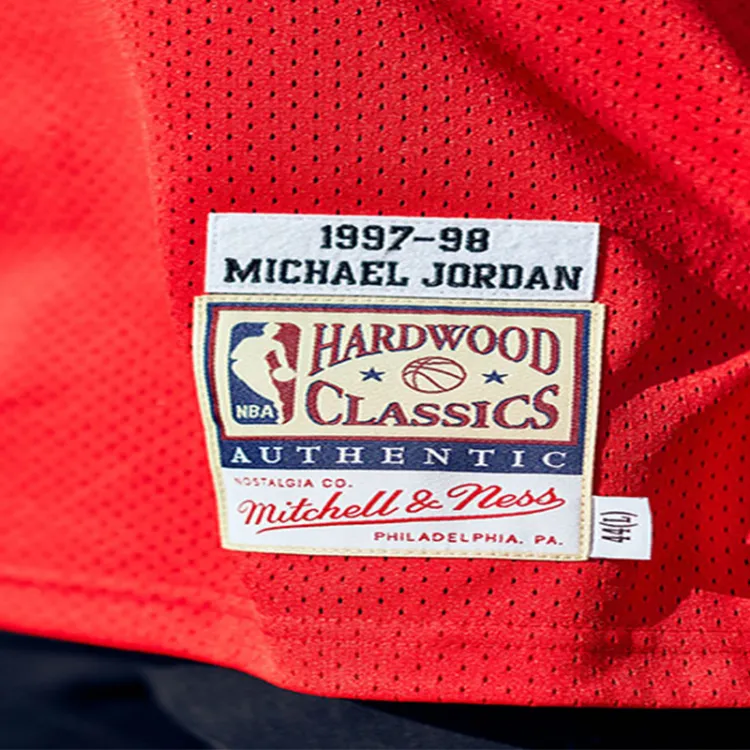 1997-98
MICHAEL JORDAN
HARDWOOD
CLASSICS
NBA
AUTHENTIC
NOSTALGIA CO.
Mitchell & Ness
PHILADELPHIA, PA.
44(L)